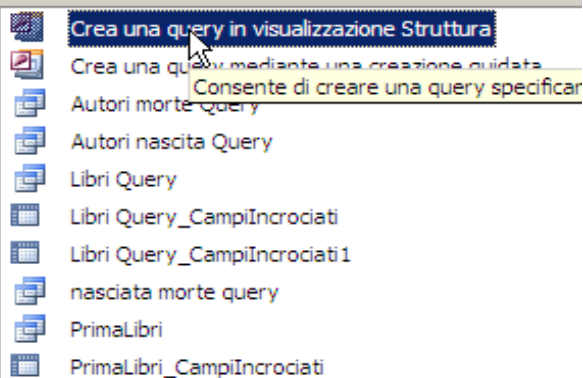 Crea una query in visualizzazione Struttura
Crea una query mediante una creazione guidata
Consente di creare una query specificar
Autori morte Query
Autori nascita Query
Libri Query
Libri Query_CampiIncrociati
Libri Query_CampiIncrociati1
nasciata morte query
PrimaLibri
PrimaLibri_CampiIncrociati